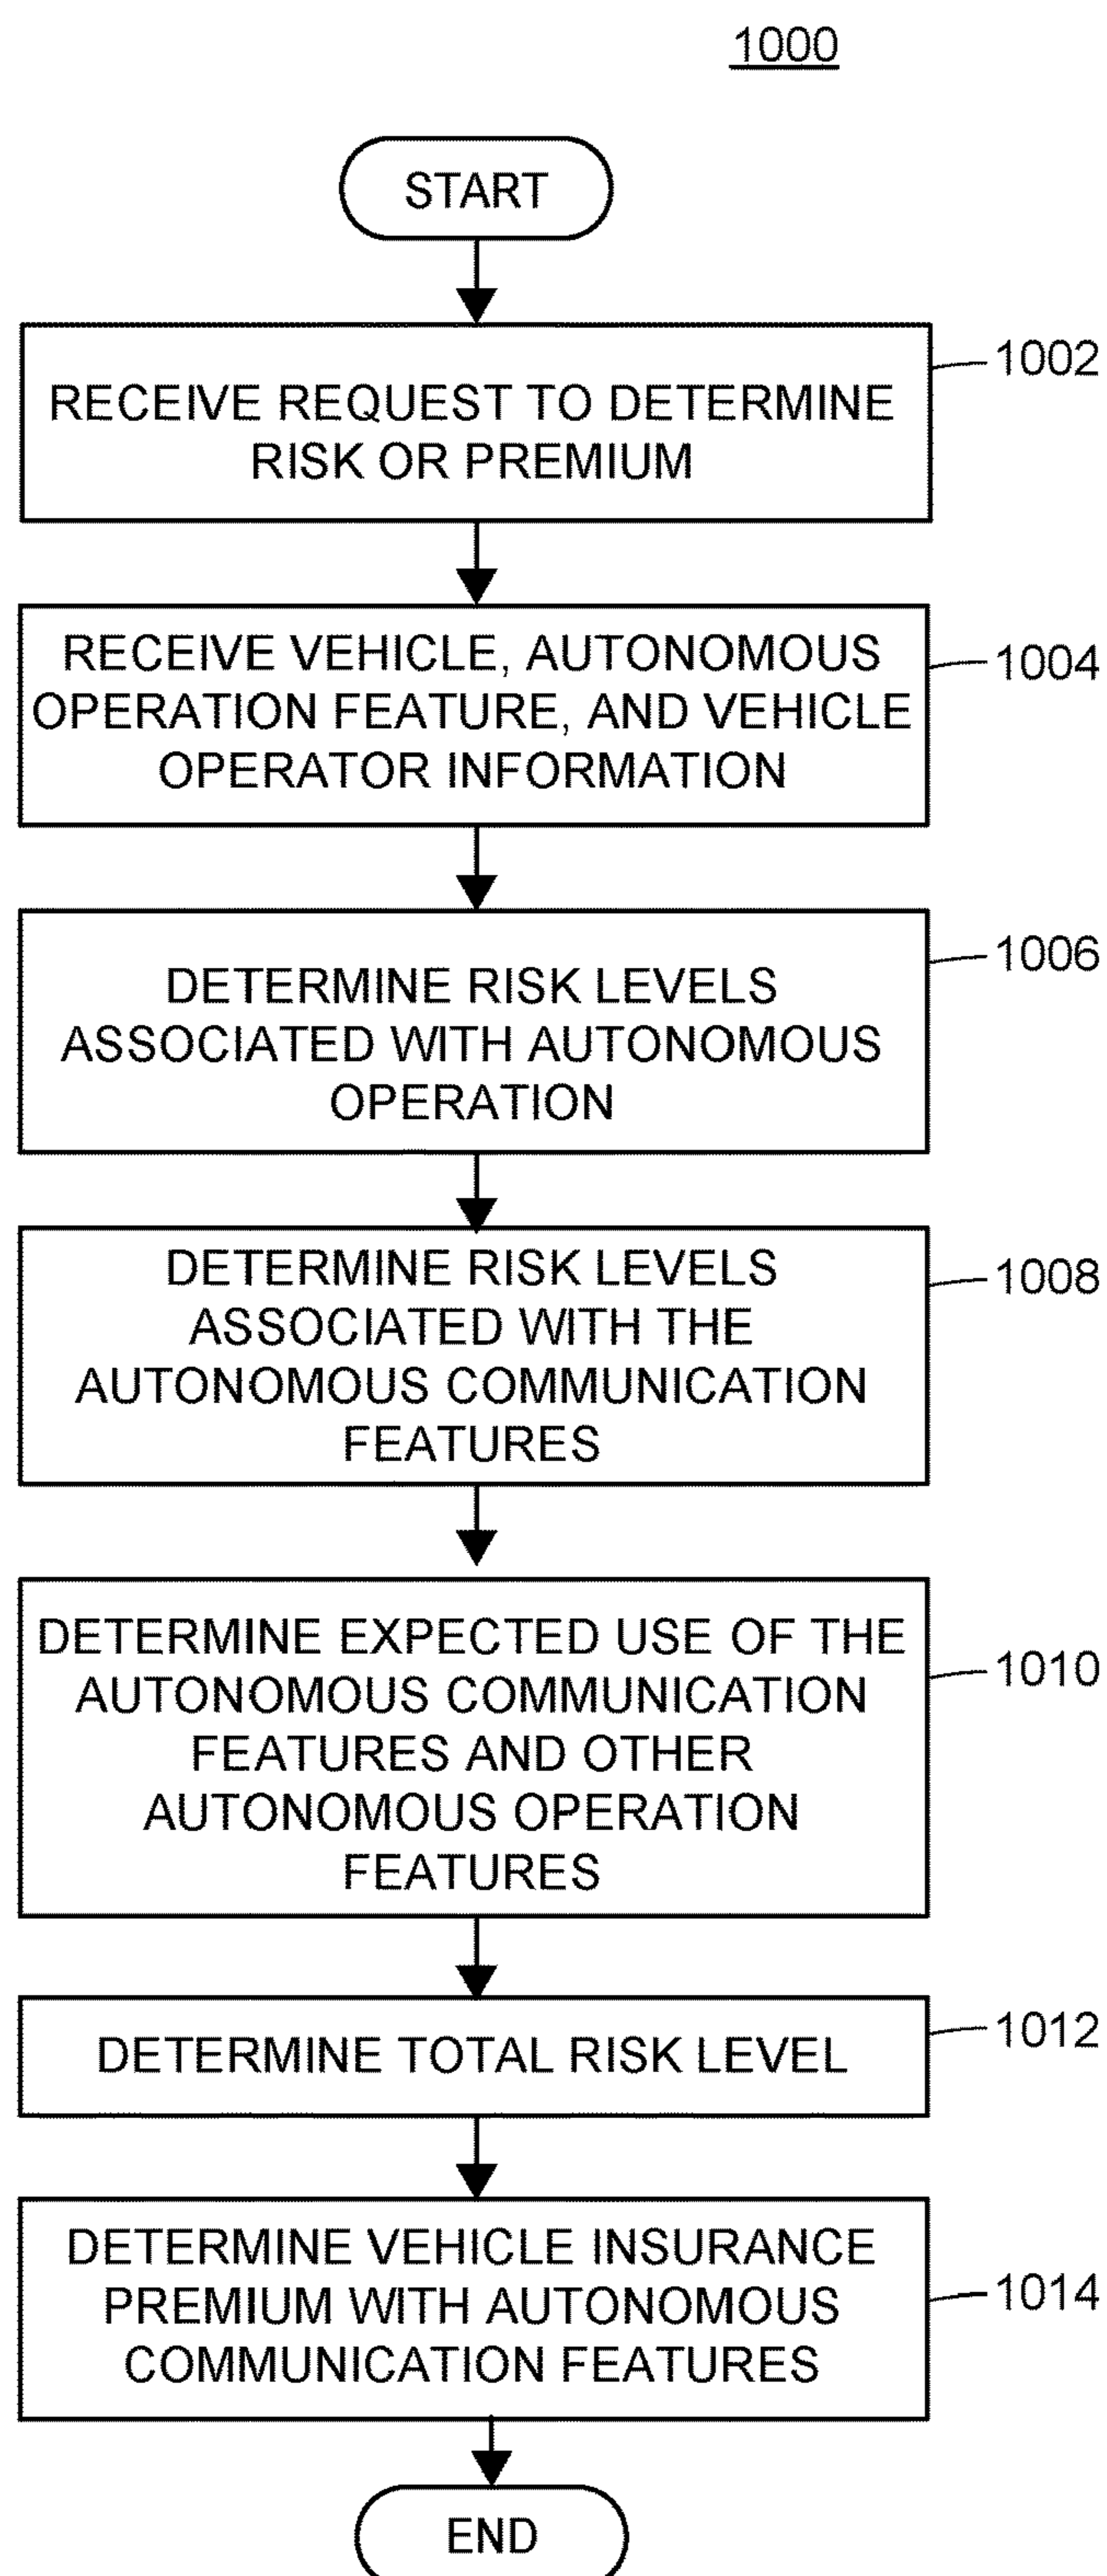 1000
START
RECEIVE REQUEST TO DETERMINE
RISK OR PREMIUM
1002
RECEIVE VEHICLE, AUTONOMOUS
OPERATION FEATURE, AND VEHICLE
OPERATOR INFORMATION
1004
DETERMINE RISK LEVELS
ASSOCIATED WITH AUTONOMOUS
OPERATION
1006
DETERMINE RISK LEVELS
ASSOCIATED WITH THE
AUTONOMOUS COMMUNICATION
FEATURES
1008
DETERMINE EXPECTED USE OF THE
AUTONOMOUS COMMUNICATION
FEATURES AND OTHER
AUTONOMOUS OPERATION
FEATURES
1010
DETERMINE TOTAL RISK LEVEL
1012
DETERMINE VEHICLE INSURANCE
PREMIUM WITH AUTONOMOUS
COMMUNICATION FEATURES
1014
END